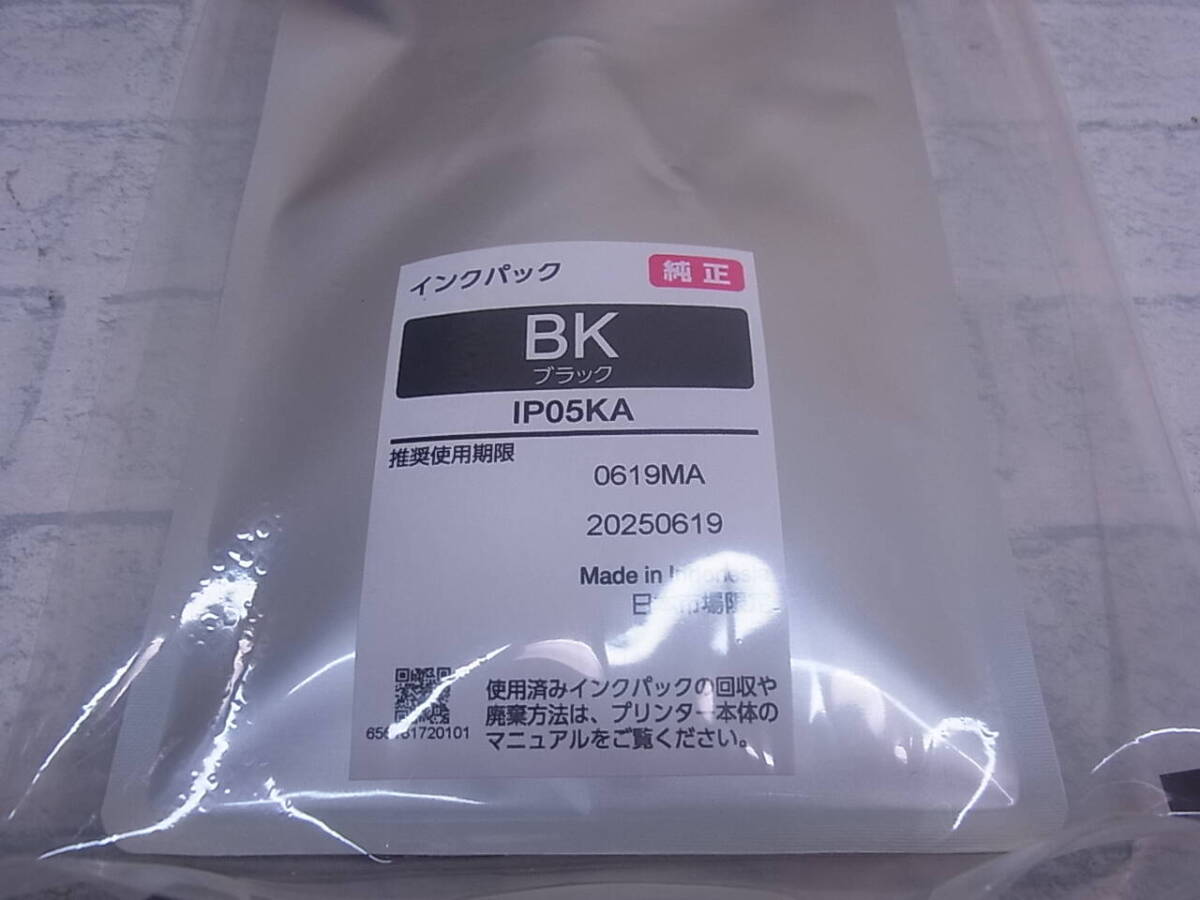 インクパック 純正
BK
ブラック
IP05KA
推奨使用期限
0619MA
20250619
Made in
使用済みインクパックの回収や
廃棄方法は、プリンター本体の
マニュアルをご覧ください。